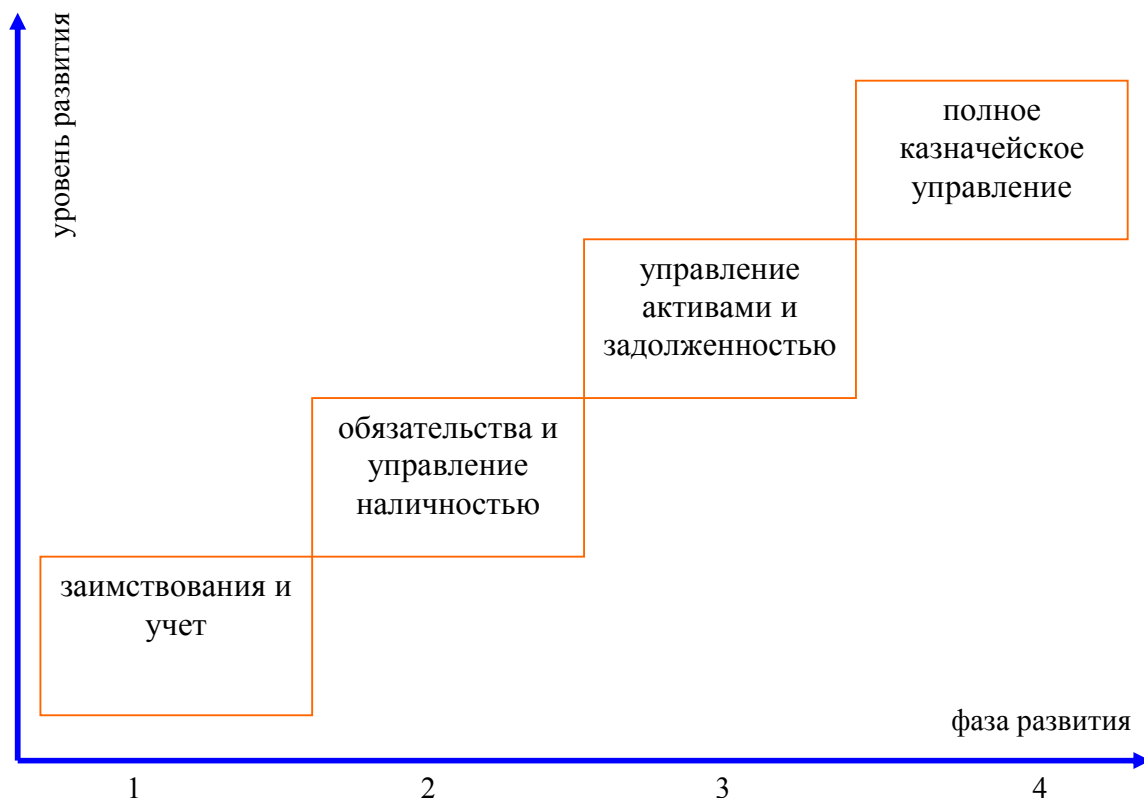 уровень развития
полное
казначейское
управление
управление
активами и
задолженностью
обязательства и
управление
наличностью
заимствования и
учет
фаза развития
1 2 3 4